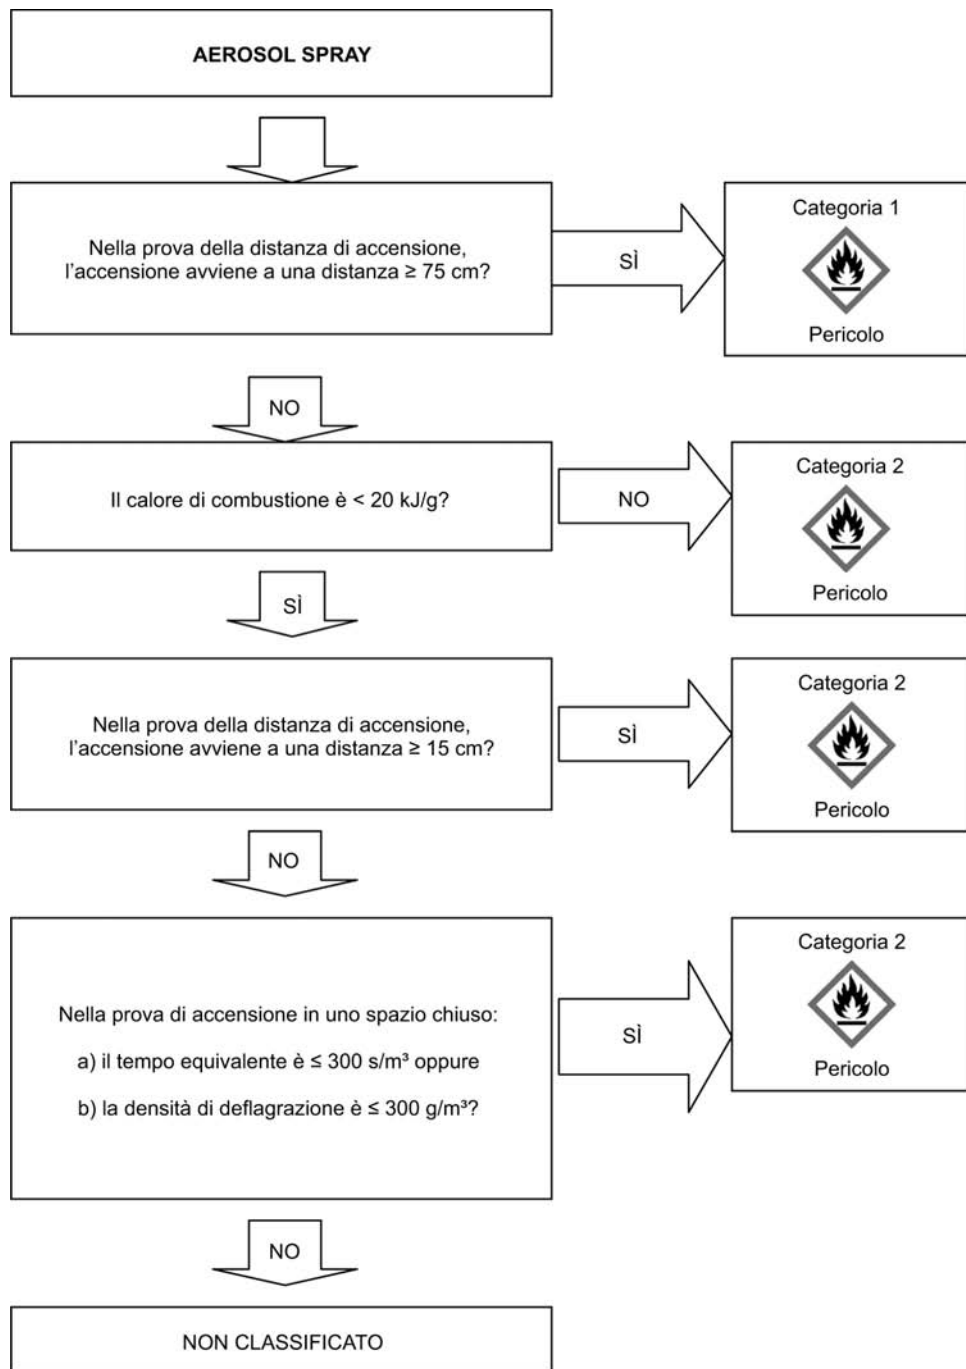 AEROSOL SPRAY
Nella prova della distanza di accensione,
l'accensione avviene a una distanza ≥ 75 cm?
SÌ
Categoria 1
Pericolo
NO
Il calore di combustione è < 20 kJ/g?
NO
Categoria 2
Pericolo
SÌ
Nella prova della distanza di accensione,
l'accensione avviene a una distanza ≥ 15 cm?
SÌ
Categoria 2
Pericolo
NO
Nella prova di accensione in uno spazio chiuso:
a) il tempo equivalente è ≤ 300 s/m³ oppure
b) la densità di deflagrazione è ≤ 300 g/m³?
SÌ
Categoria 2
Pericolo
NO
NON CLASSIFICATO